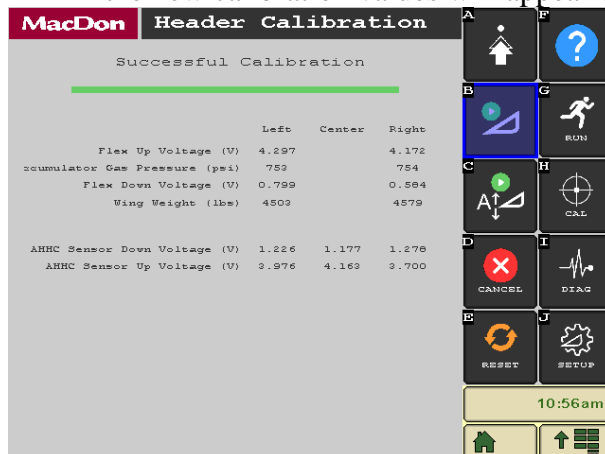 MacDon Header Calibration
Successful Calibration
Left Center Right
Flex Up Voltage (V) 4.297 4.172
Gas Pressure (psi) 753 754
Flex Down Voltage (V) 0.799 0.584
Wing Weight (lbs) 4503 4579
AHHC Sensor Down Voltage (V) 1.226 1.177 1.278
AHHC Sensor Up Voltage (V) 3.976 4.163 3.700
A F
?
B G
RUN
C H
A
CAL
D I
CANCEL DIAG
E J
RESET SETUP
10:56am